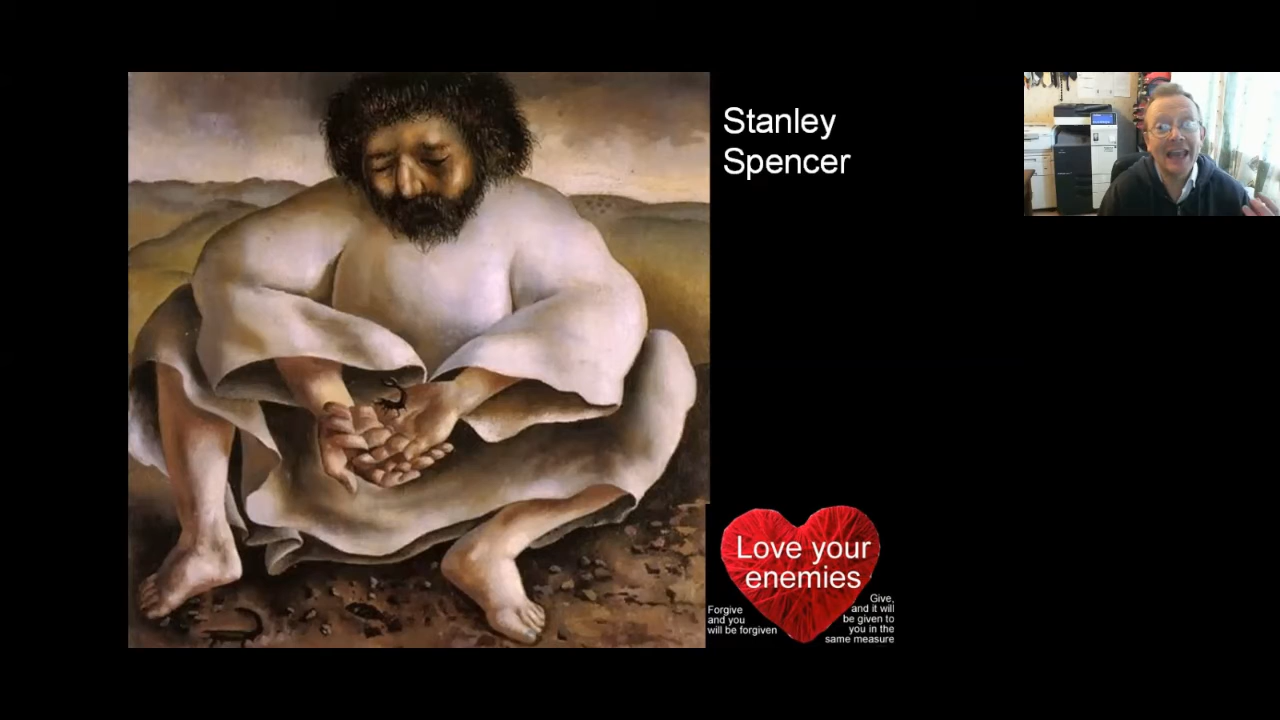 Stanley
Spencer
Love your
enemies
Forgive
and you
will be forgiven
Give,
and it will
be given to
you in the
same measure